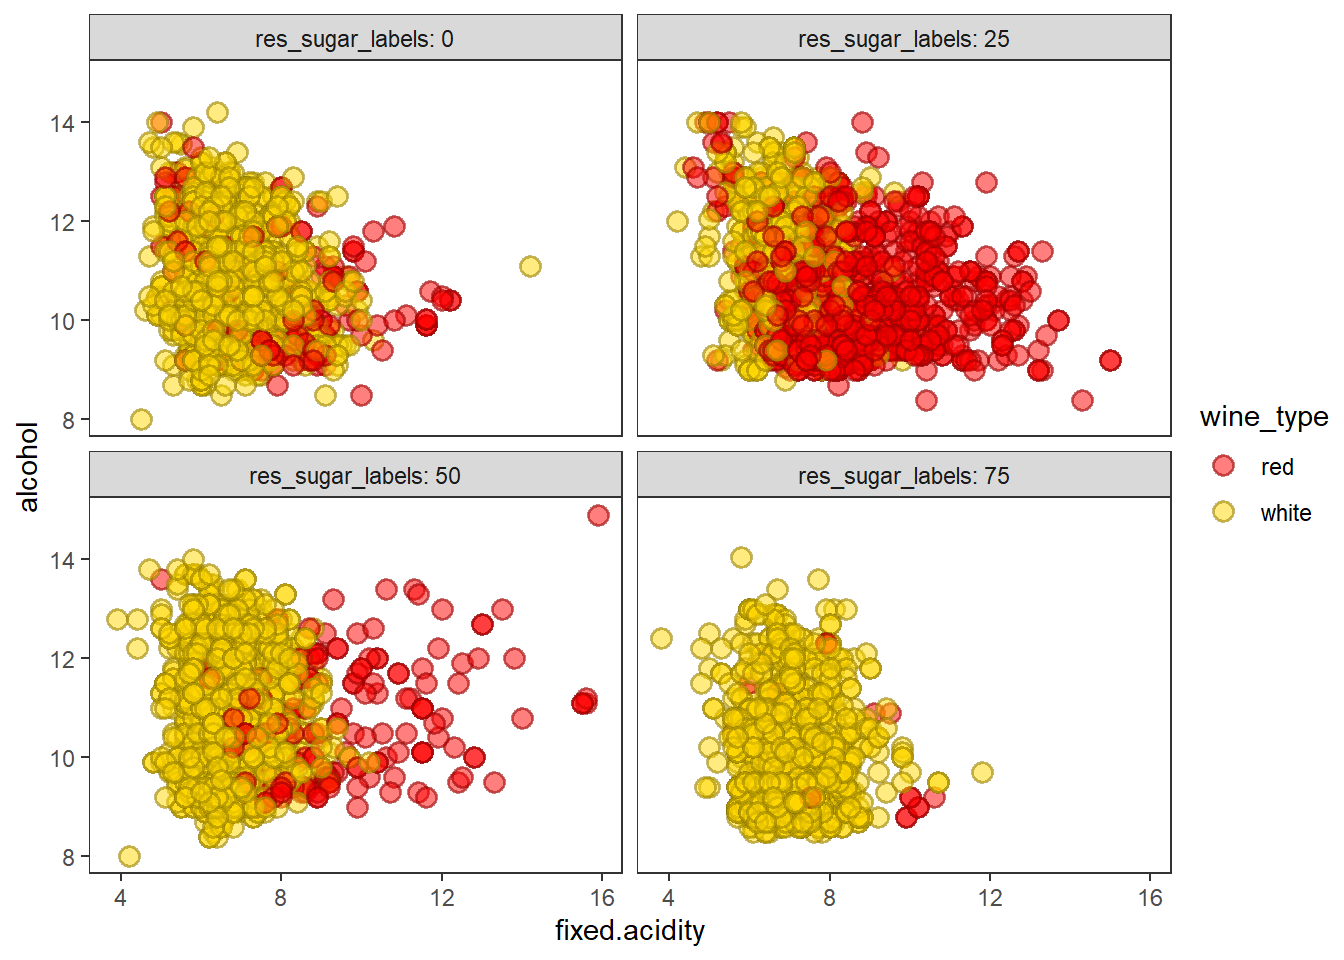 res_sugar_labels: 0
res_sugar_labels: 25
14
12
10
8
res_sugar_labels: 50
res_sugar_labels: 75
14
12
10
8
4
8
12
16
4
8
12
16
fixed.acidity
alcohol
wine_type
red
white